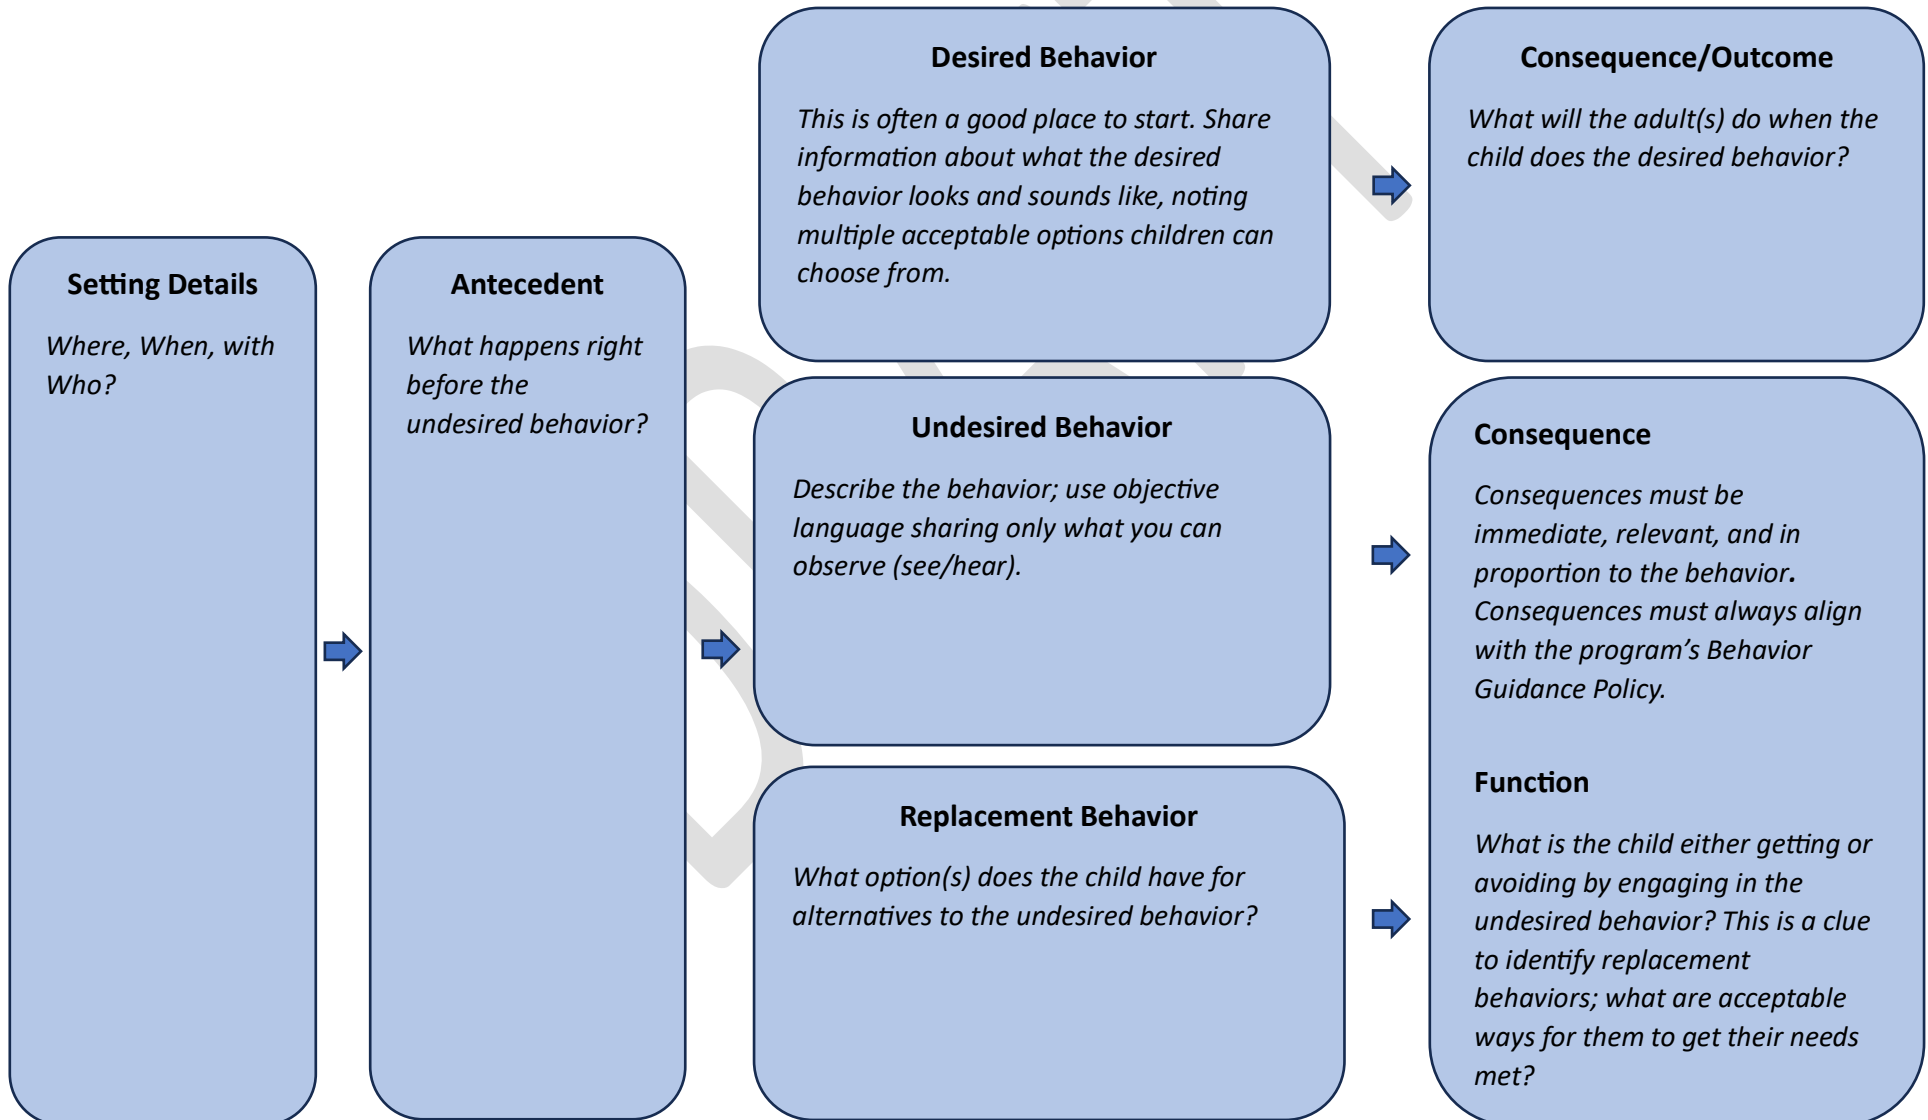 Setting Details
Where, When, with
Who?
Antecedent
What happens right
before the
undesired behavior?
Desired Behavior
This is often a good place to start. Share
information about what the desired
behavior looks and sounds like, noting
multiple acceptable options children can
choose from.
Consequence/Outcome
What will the adult(s) do when the
child does the desired behavior?
Undesired Behavior
Describe the behavior; use objective
language sharing only what you can
observe (see/hear).
Consequence
Consequences must be
immediate, relevant, and in
proportion to the behavior.
Consequences must always align
with the program’s Behavior
Guidance Policy.
Replacement Behavior
What option(s) does the child have for
alternatives to the undesired behavior?
Function
What is the child either getting or
avoiding by engaging in the
undesired behavior? This is a clue
to identify replacement
behaviors; what are acceptable
ways for them to get their needs
met?